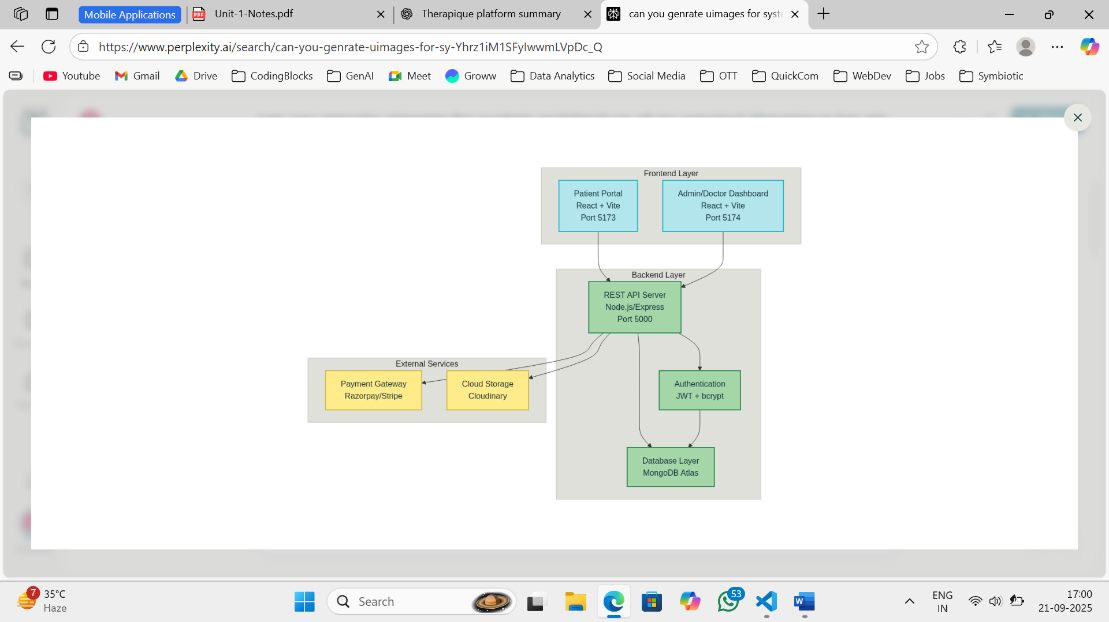 Mobile Applications
Unit-1-Notes.pdf
Therapique platform summary
can you genrate uimages for syst
https://www.perplexity.ai/search/can-you-genrate-uimages-for-sy-Yhrz1iM1SFyIwwmLVpDc_Q
Youtube
Gmail
Drive
CodingBlocks
GenAI
Meet
Groww
Data Analytics
Social Media
OTT
QuickCom
WebDev
Jobs
Symbiotic
Frontend Layer
Patient Portal
React + Vite
Port 5173
Admin/Doctor Dashboard
React + Vite
Port 5174
Backend Layer
REST API Server
Node.js/Express
Port 5000
External Services
Payment Gateway
Razorpay/Stripe
Cloud Storage
Cloudinary
Authentication
JWT + bcrypt
Database Layer
MongoDB Atlas
7
35°C
Haze
Search
53
ENG
IN
17:00
21-09-2025